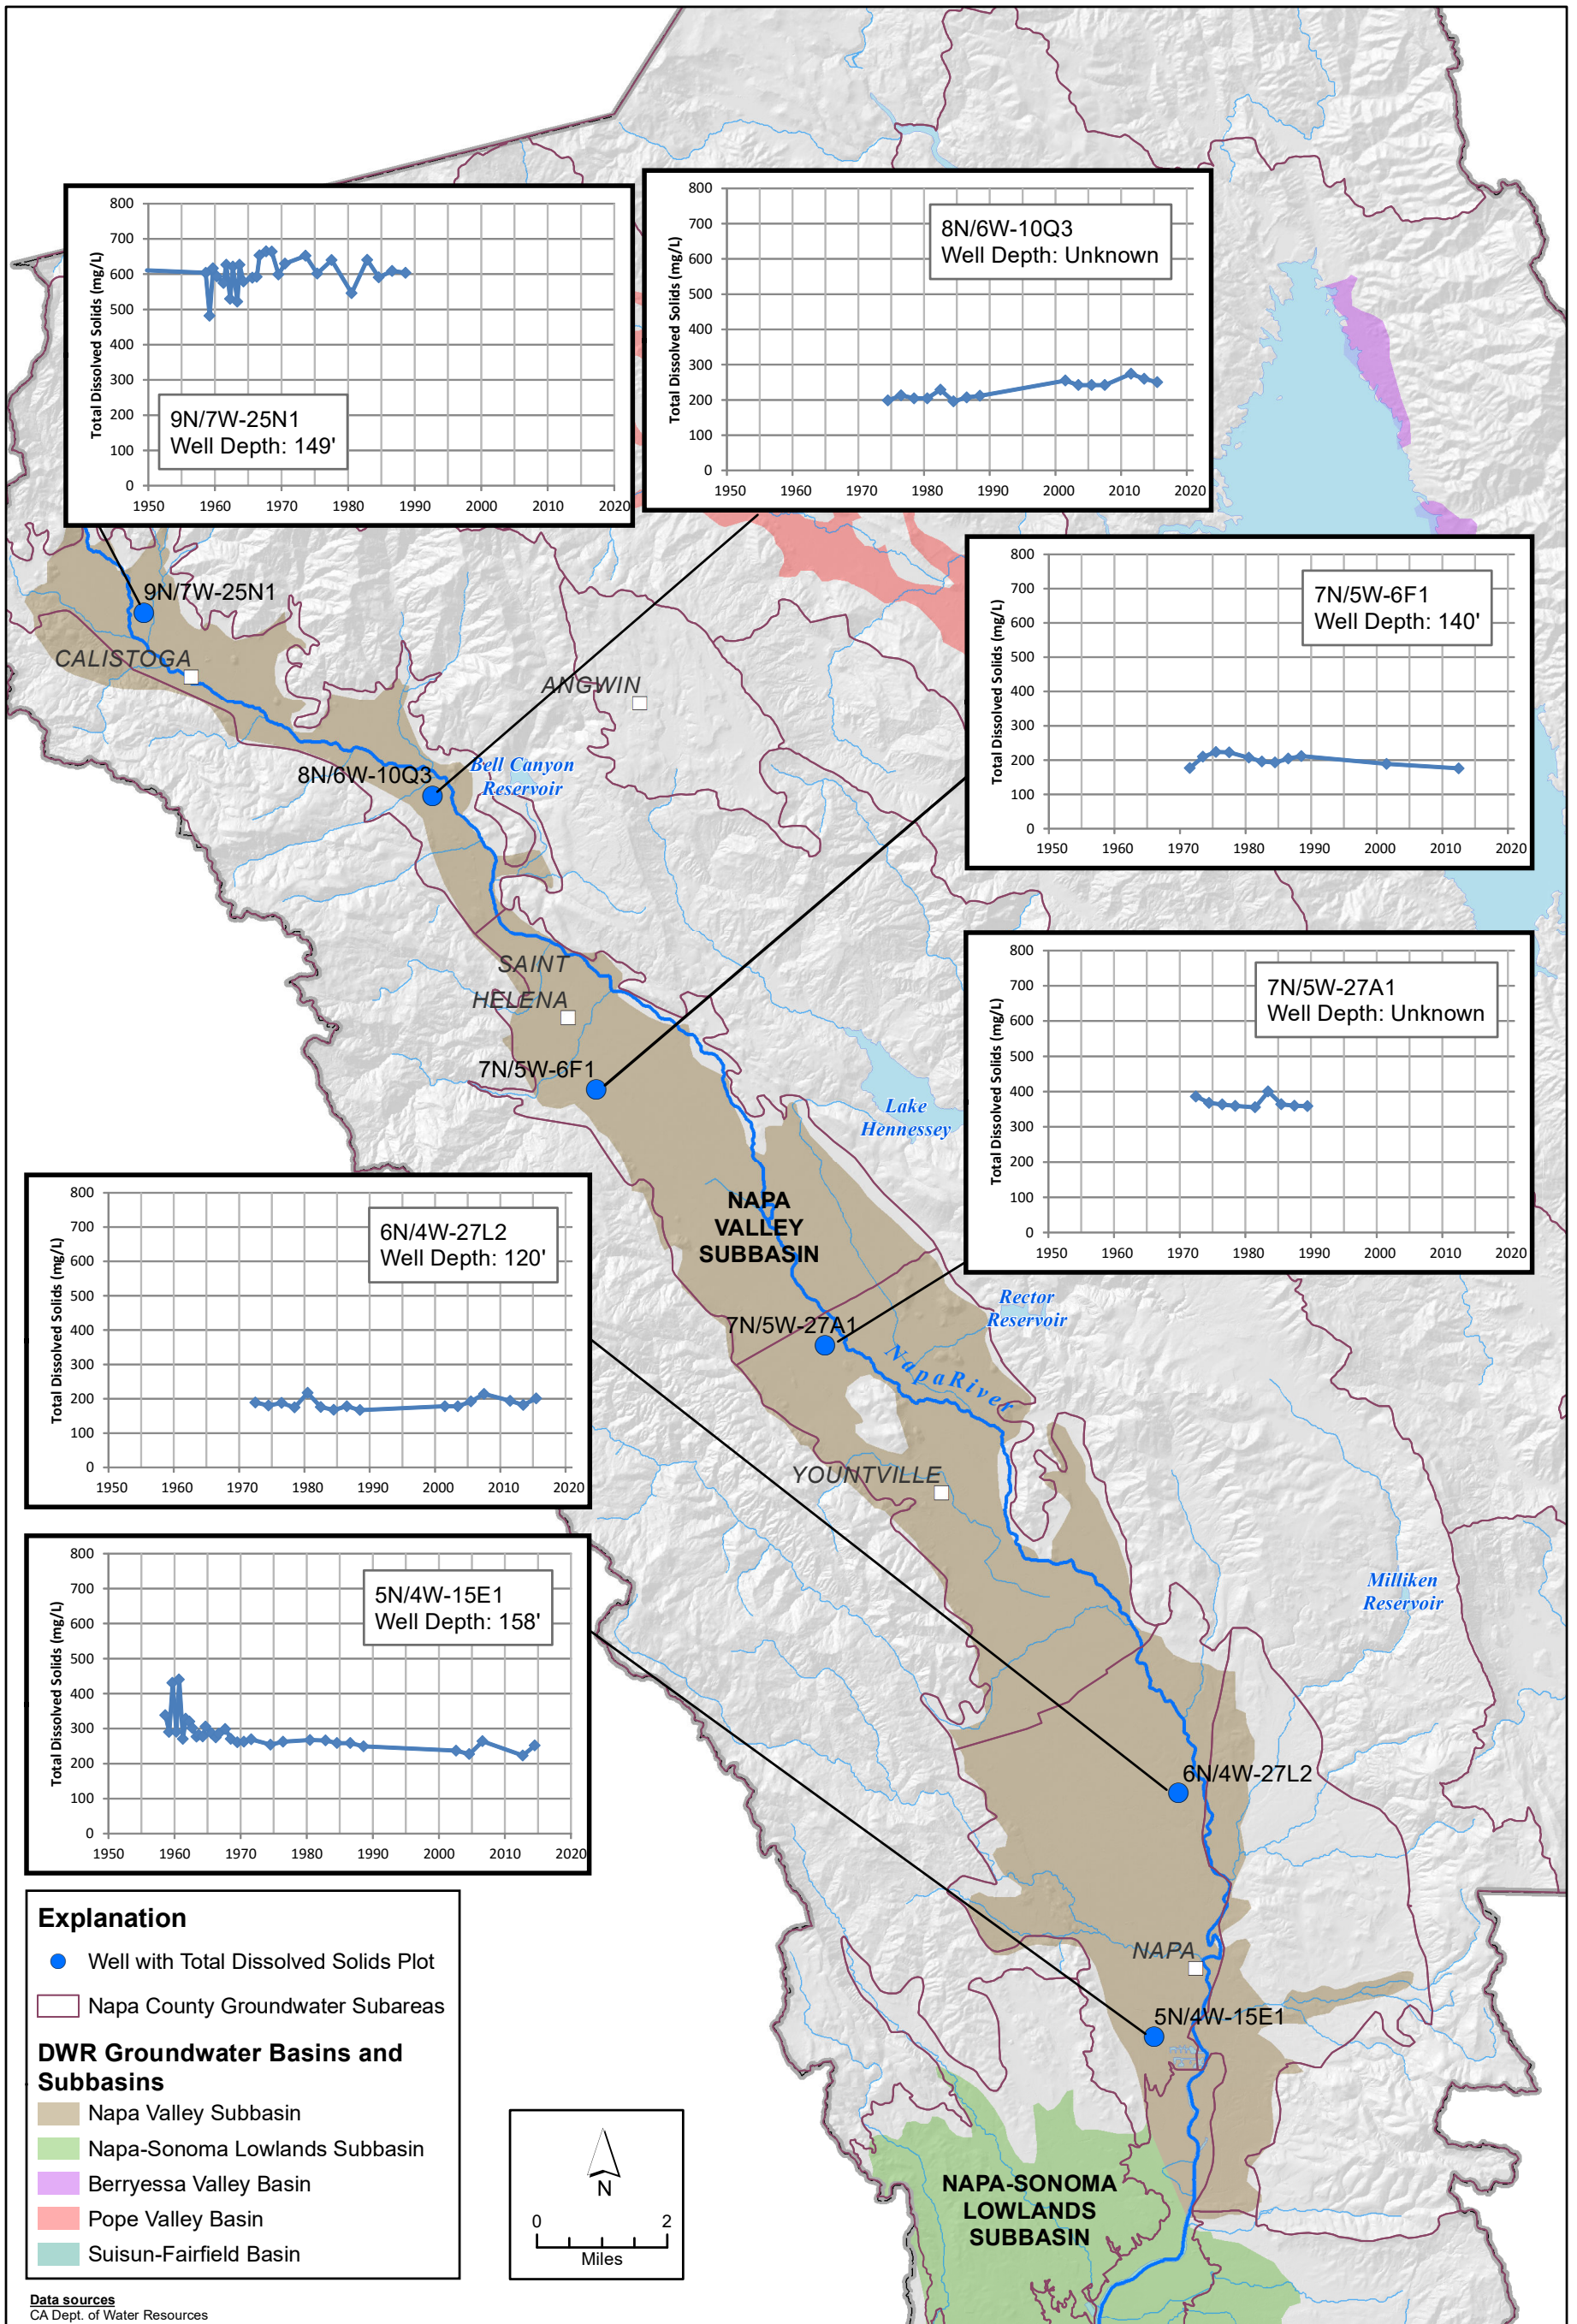 800
700
600
500
400
300
200
100
0
Total Dissolved Solids (mg/L)
9N/7W-25N1
Well Depth: 149'
1950 1960 1970 1980 1990 2000 2010 2020
800
700
600
500
400
300
200
100
0
Total Dissolved Solids (mg/L)
8N/6W-10Q3
Well Depth: Unknown
1950 1960 1970 1980 1990 2000 2010 2020
800
700
600
500
400
300
200
100
0
Total Dissolved Solids (mg/L)
7N/5W-6F1
Well Depth: 140'
1950 1960 1970 1980 1990 2000 2010 2020
800
700
600
500
400
300
200
100
0
Total Dissolved Solids (mg/L)
7N/5W-27A1
Well Depth: Unknown
1950 1960 1970 1980 1990 2000 2010 2020
800
700
600
500
400
300
200
100
0
Total Dissolved Solids (mg/L)
6N/4W-27L2
Well Depth: 120'
1950 1960 1970 1980 1990 2000 2010 2020
800
700
600
500
400
300
200
100
0
Total Dissolved Solids (mg/L)
5N/4W-15E1
Well Depth: 158'
1950 1960 1970 1980 1990 2000 2010 2020
9N/7W-25N1
CALISTOGA
ANGWIN
8N/6W-10Q3
Bell Canyon
Reservoir
SAINT
HELENA
7N/5W-6F1
Lake
Hennessey
NAPA
VALLEY
SUBBASIN
Rector
Reservoir
7N/5W-27A1
Napa River
YOUNTVILLE
Milliken
Reservoir
6N/4W-27L2
NAPA
5N/4W-15E1
NAPA-SONOMA
LOWLANDS
SUBBASIN
Explanation
Well with Total Dissolved Solids Plot
Napa County Groundwater Subareas
DWR Groundwater Basins and
Subbasins
Napa Valley Subbasin
Napa-Sonoma Lowlands Subbasin
Berryessa Valley Basin
Pope Valley Basin
Suisun-Fairfield Basin
N
0 2
Miles
Data sources
CA Dept. of Water Resources